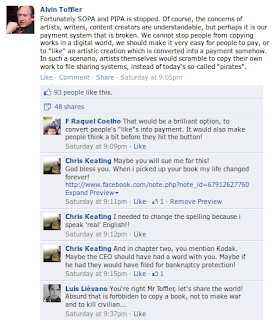 Alvin Toffler
Fortunately SOPA and PIPA is stopped. Of course, the concerns of
artists, writers, content creators are understandable, but perhaps it is our
payment system that is broken. We cannot stop people from copying
works in a digital world, we should make it very easy for people to pay, or
to "like" an artistic creation which is converted into a payment somehow.
In such a scenario, artists themselves would scramble to copy their own
work to file sharing systems, instead of today's so-called "pirates".
Like · Comment · Share · Saturday at 9:05pm
93 people like this.
48 shares
F Raquel Coelho That would be a brilliant option, to
convert people's "like"s into payment. It would also make
people think a bit before they hit the button!
Saturday at 9:09pm · Like
Chris Keating Maybe you will sue me for this!
God bless you. When i picked up your book my life changed
forever!
http://www.facebook.com/note.php?note_id=67912627760
Expand Preview
Saturday at 9:11pm · Like · 1 · Remove Preview
Chris Keating I needed to change the spelling because i
speak 'real' English!!
Saturday at 9:12pm · Like
Chris Keating And in chapter two, you mention Kodak.
Maybe the CEO should have had a word with you. Maybe if
he had they would have filed for bankruptcy protection!
Saturday at 9:15pm · Like · 1
Luis Liévano You're right Mr Toffler, let's share the world!
Absurd that is forbbiden to copy a book, not to make war
and to kill civilian...
Saturday at 9:37pm · Like